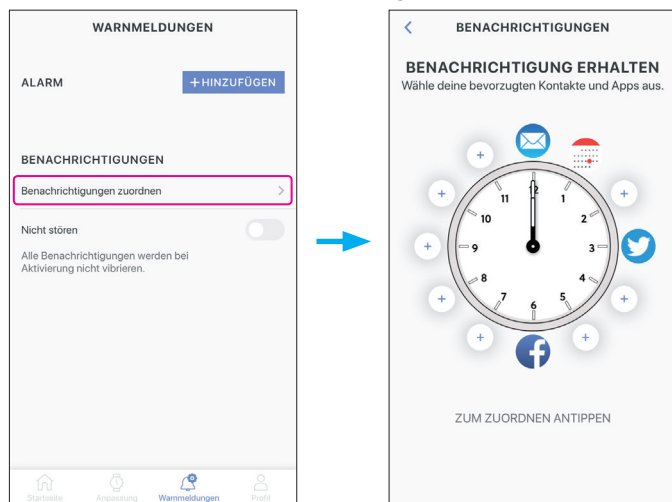 WARNMELDUNGEN
ALARM
+HINZUFÜGEN
BENACHRICHTIGUNGEN
Benachrichtigungen zuordnen
Nicht stören
Alle Benachrichtigungen werden bei
Aktivierung nicht vibrieren.
Startseite
Anpassung
Warnmeldungen
Profil
BENACHRICHTIGUNGEN
BENACHRICHTIGUNG ERHALTEN
Wähle deine bevorzugten Kontakte und Apps aus.
12
1
2
3
4
5
6
7
8
9
10
11
ZUM ZUORDNEN ANTIPPEN